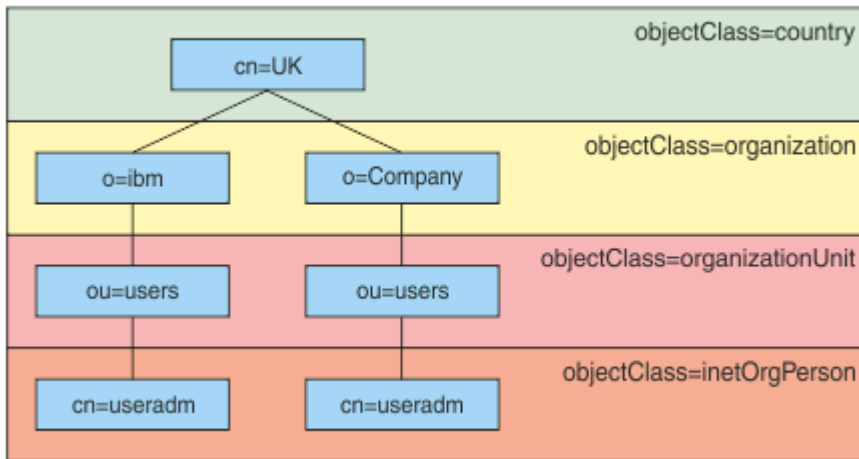 objectClass=country
cn=UK
objectClass=organization
o=ibm
o=Company
objectClass=organizationUnit
ou=users
ou=users
objectClass=inetOrgPerson
cn=useradm
cn=useradm